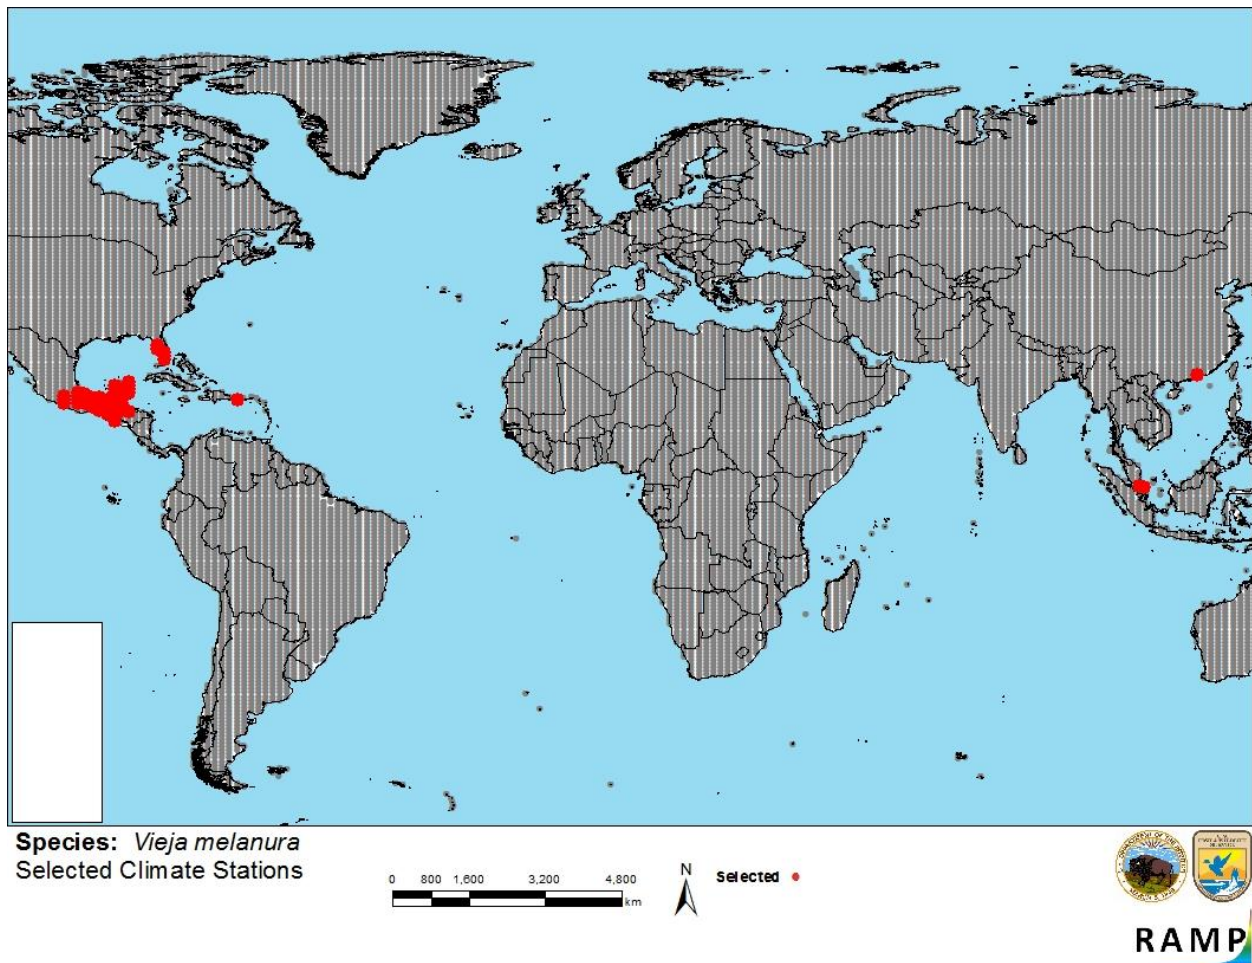 Species: Vieja melanura
Selected Climate Stations
0 800 1,600 3,200 4,800
km
N
Selected
RAMP